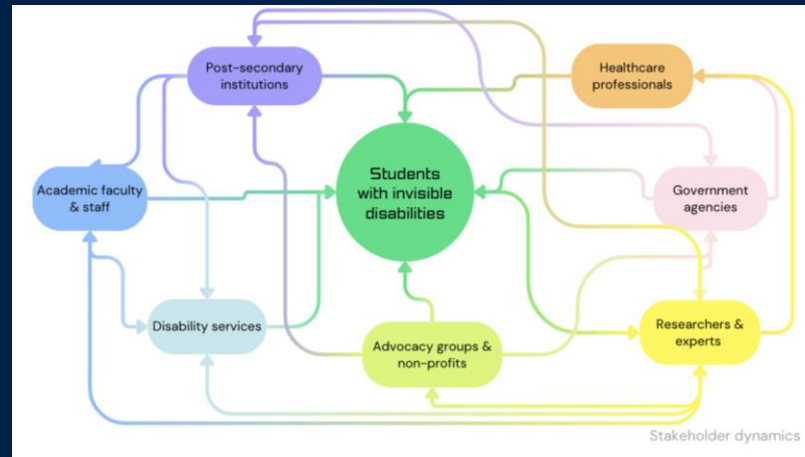 Post-secondary
institutions
Healthcare
professionals
Students
with invisible
disabilities
Academic faculty
& staff
Government
agencies
Disability services
Advocacy groups &
non-profits
Researchers &
experts
Stakeholder dynamics